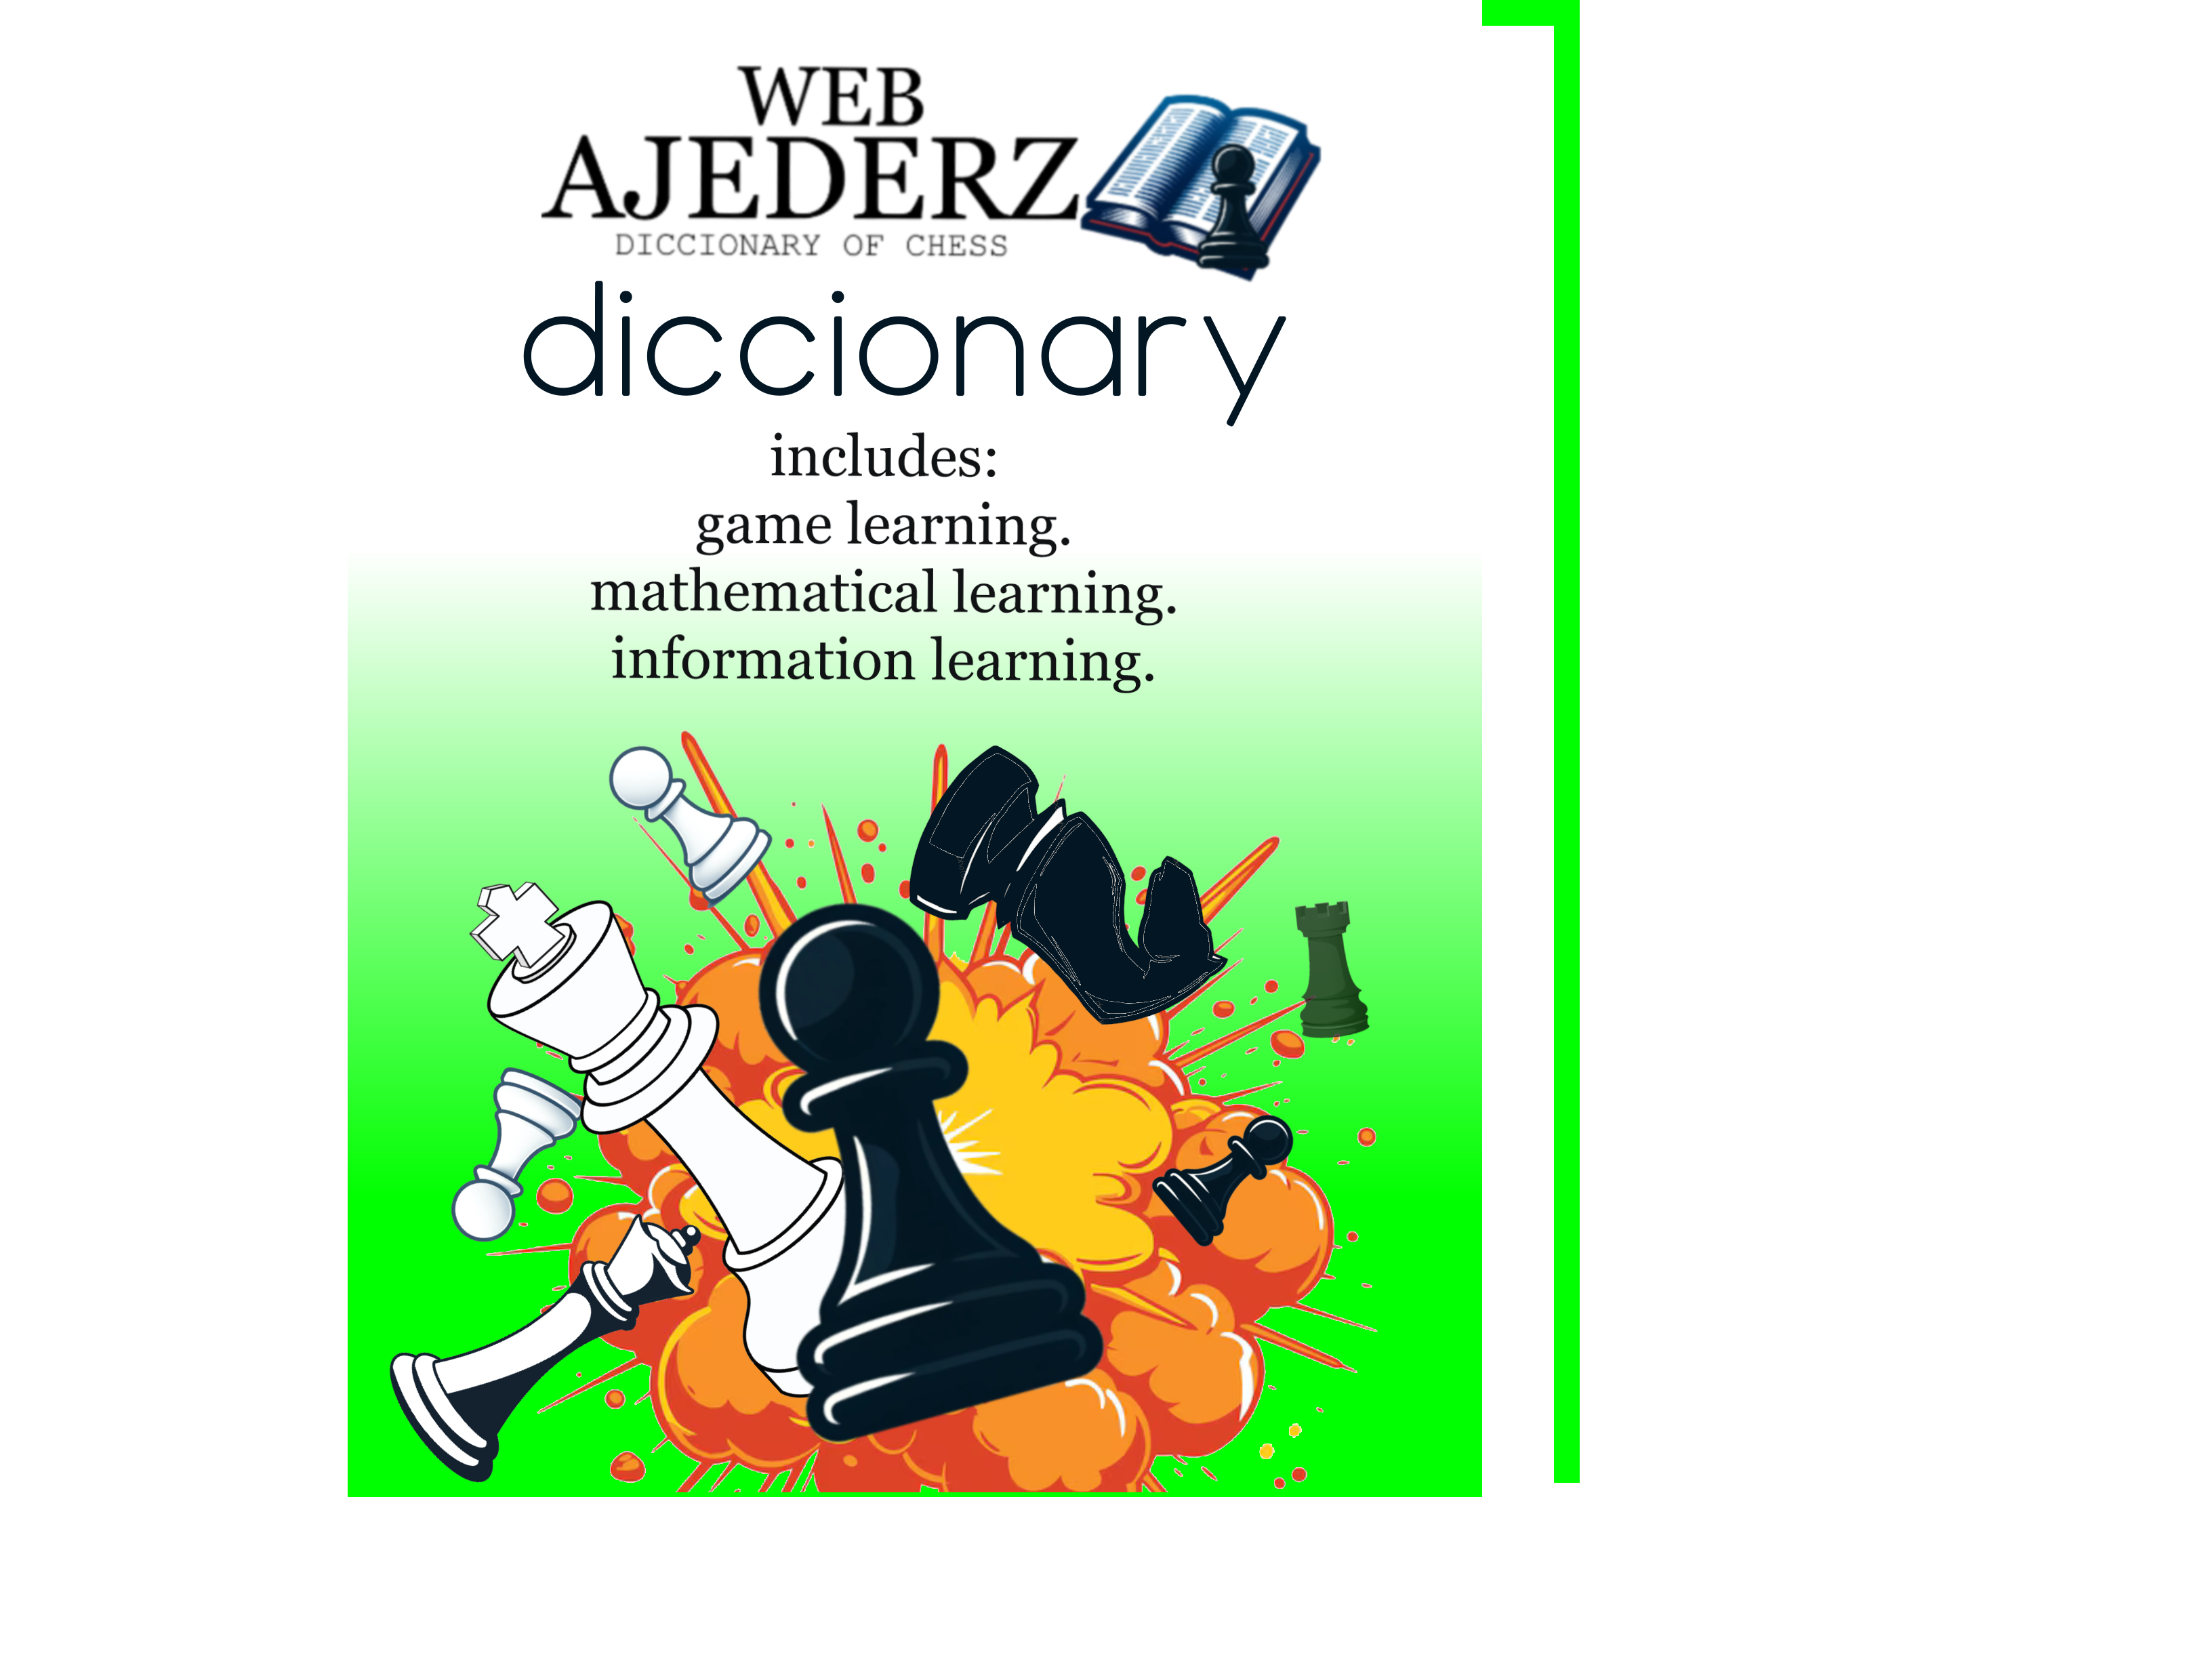 WEB
AJEDERZ
DICCIONARY OF CHESS
diccionary
includes:
game learning.
mathematical learning.
information learning.